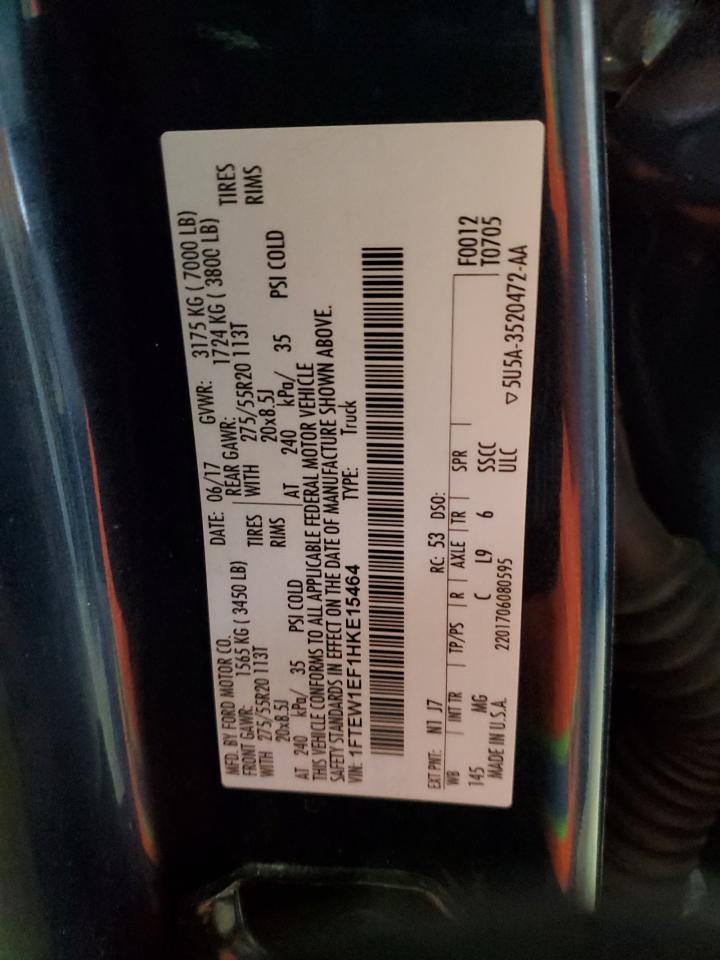 MFD. BY FORD MOTOR CO. DATE: 06/17 GVWR: 3175 KG ( 7000 LB)
FRONT GAWR: 1565 KG ( 3450 LB) REAR GAWR: 1724 KG ( 3800 LB)
WITH 275/55R20 113T TIRES WITH 275/55R20 113T TIRES
20x8.5J RIMS 20x8.5J RIMS
AT 240 kPa/ 35 PSI COLD AT 240 kPa/ 35 PSI COLD
THIS VEHICLE CONFORMS TO ALL APPLICABLE FEDERAL MOTOR VEHICLE
SAFETY STANDARDS IN EFFECT ON THE DATE OF MANUFACTURE SHOWN ABOVE.
VIN: 1FTEW1EF1HKE15464 TYPE: Truck
EXT PNT: N1 J7 RC: 53 DSO:
WB INT TR TP/PS R AXLE TR SPR F0012
145 MG C L9 6 SSCC T0705
MADE IN U.S.A. 2201706080595 ULC ▽5U5A-3520472-AA